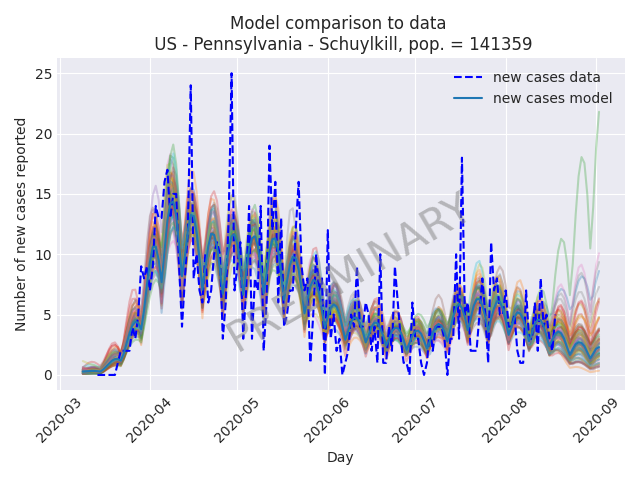 Model comparison to data
US - Pennsylvania - Schuylkill, pop. = 141359
new cases data
new cases model
Number of new cases reported
25
20
15
10
5
0
PRELIMINARY
2020-03
2020-04
2020-05
2020-06
2020-07
2020-08
2020-09
Day